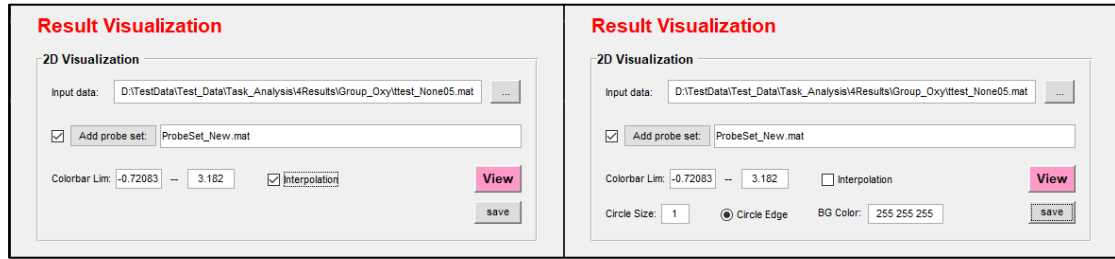 Result Visualization
2D Visualization
Input data: D:\TestData\Test_Data\Task_Analysis\4Results\Group_Oxy\ttest_None05.mat ...
Add probe set: ProbeSet_New.mat
Colorbar Lim: -0.72083 -- 3.182 Interpolation View
save
Result Visualization
2D Visualization
Input data: D:\TestData\Test_Data\Task_Analysis\4Results\Group_Oxy\ttest_None05.mat ...
Add probe set: ProbeSet_New.mat
Colorbar Lim: -0.72083 -- 3.182 Interpolation View
Circle Size: 1 Circle Edge BG Color: 255 255 255 save